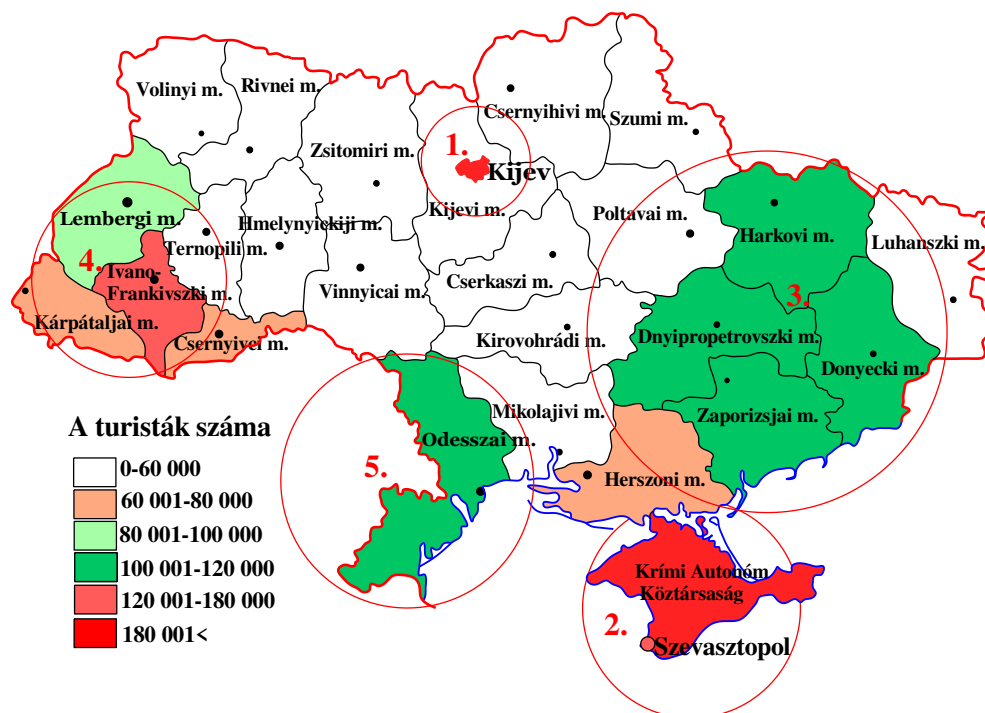 Volinyi m.
Rivnei m.
Csernyihivi m.
Szumi m.
Zsitomiri m.
1.
Kijev
Kijevi m.
Poltavai m.
Lembergi m.
Hmelynyickiji m.
Ternopili m.
Harkovi m.
Luhanszki m.
4.
Ivano-
Frankivszki m.
Vinnyicai m.
Cserkaszi m.
3.
Kárpátaljai m.
Csernyivei m.
Kirovohrádi m.
Dnyipropetrovszki m.
Donyecki m.
Mikolajivi m.
Zaporizsjai m.
Odesszai m.
5.
Herszoni m.
A turisták száma
0-60 000
60 001-80 000
80 001-100 000
100 001-120 000
120 001-180 000
180 001<
Krími Autonóm
Köztársaság
2.
Szevasztopol